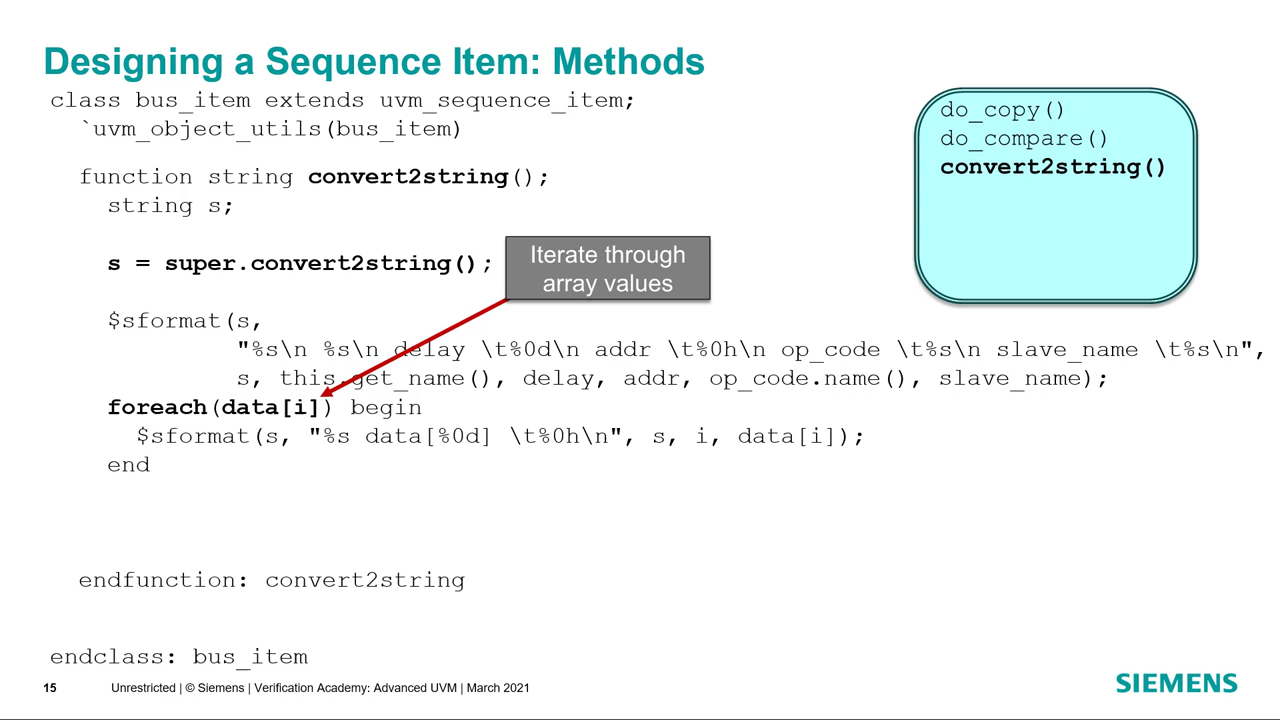 Designing a Sequence Item: Methods
class bus_item extends uvm_sequence_item;
`uvm_object_utils(bus_item)
function string convert2string();
string s;
s = super.convert2string();
$sformat(s,
"%s\n %s\n delay \t%0d\n addr \t%0h\n op_code \t%s\n slave_name \t%s\n",
s, this.get_name(), delay, addr, op_code.name(), slave_name);
foreach(data[i]) begin
$sformat(s, "%s data[%0d] \t%0h\n", s, i, data[i]);
end
endfunction: convert2string
endclass: bus_item
Iterate through
array values
do_copy()
do_compare()
convert2string()
15 Unrestricted | © Siemens | Verification Academy: Advanced UVM | March 2021
SIEMENS